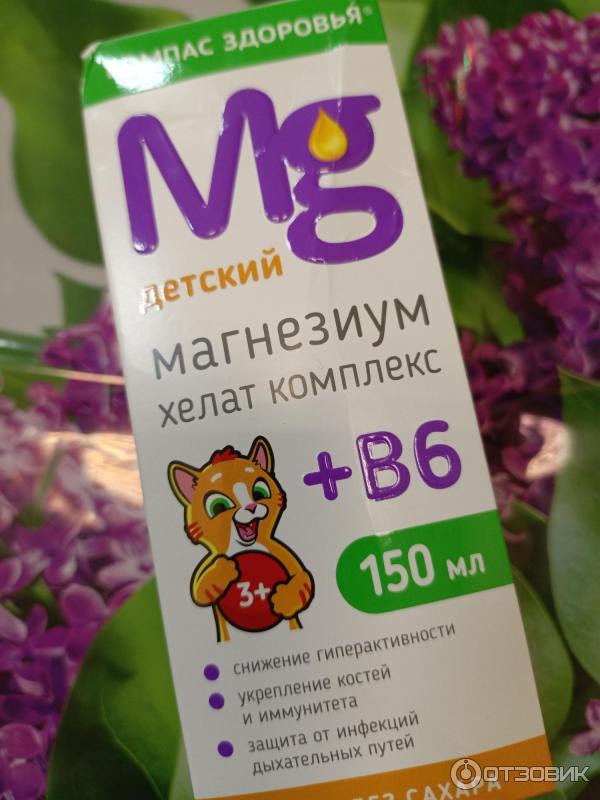 МПАС ЗДОРОВЬЯ®
Mg
детский
магнезиум
хелат комплекс
+B6
3+
150 мл
• снижение гиперактивности
• укрепление костей
и иммунитета
• защита от инфекций
дыхательных путей
БЕЗ САХАРА
ОТЗОВИК